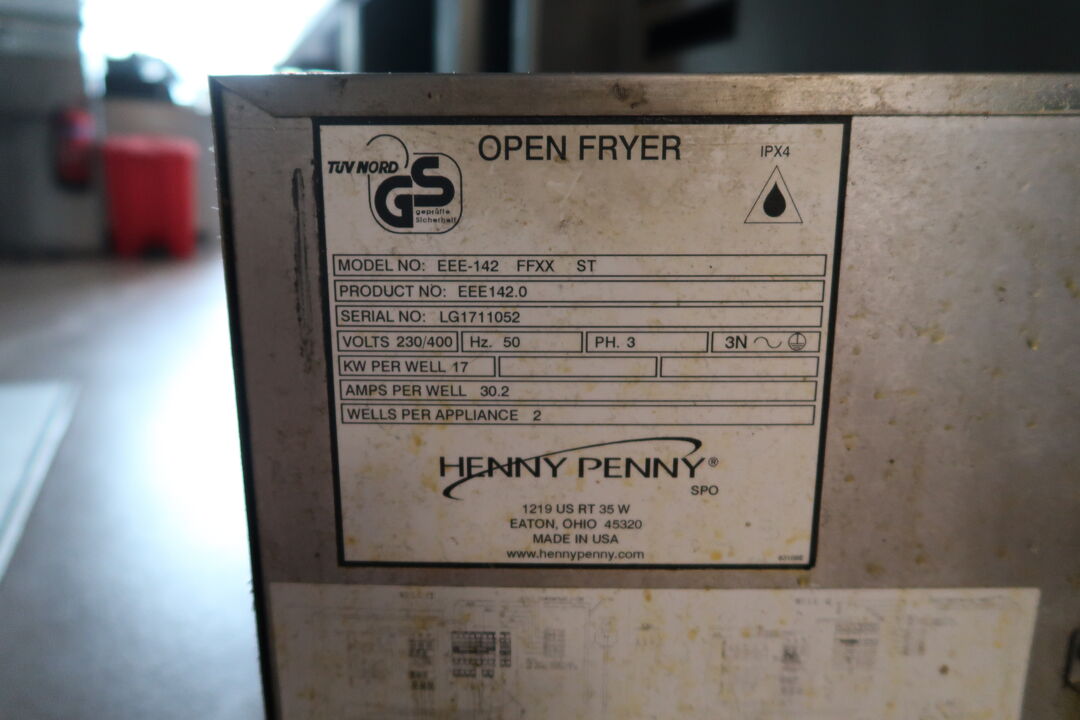 OPEN FRYER
TÜV NORD
GS
geprüfte
Sicherheit
IPX4
MODEL NO: EEE-142 FFXX ST
PRODUCT NO: EEE142.0
SERIAL NO: LG1711052
VOLTS 230/400 Hz. 50 PH. 3 3N
KW PER WELL 17
AMPS PER WELL 30.2
WELLS PER APPLIANCE 2
HENNY PENNY®
SPO
1219 US RT 35 W
EATON, OHIO 45320
MADE IN USA
www.hennypenny.com